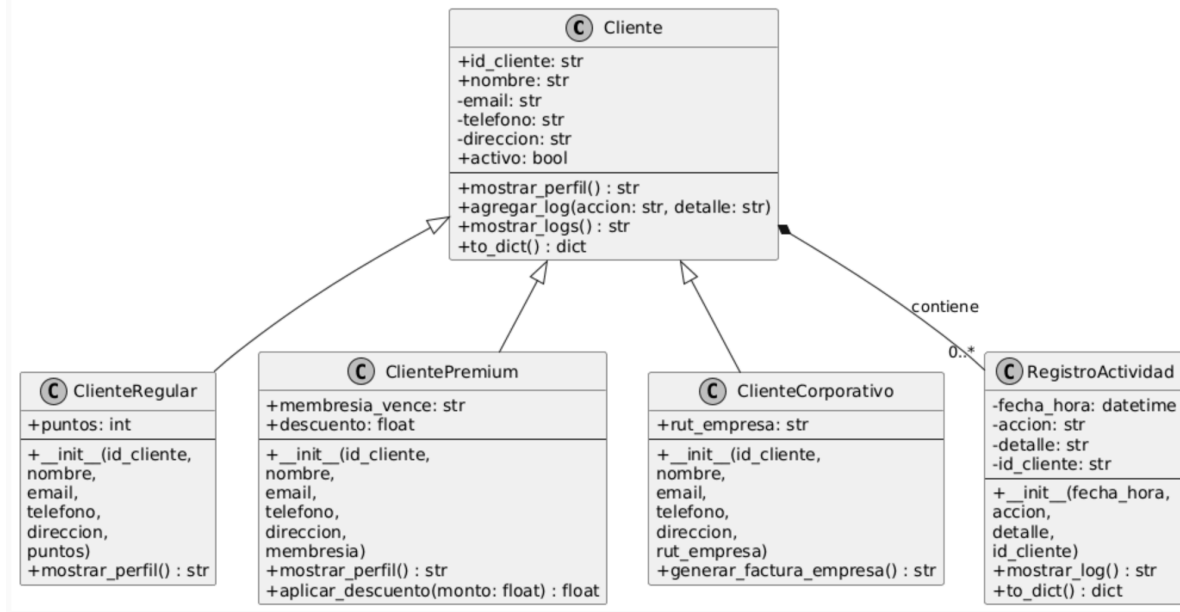 C Cliente
+id_cliente: str
+nombre: str
-email: str
-telefono: str
-direccion: str
+activo: bool
+mostrar_perfil() : str
+agregar_log(accion: str, detalle: str)
+mostrar_logs() : str
+to_dict() : dict
contiene
0..*
C ClienteRegular
+puntos: int
+__init__(id_cliente,
nombre,
email,
telefono,
direccion,
puntos)
+mostrar_perfil() : str
C ClientePremium
+membresia_vence: str
+descuento: float
+__init__(id_cliente,
nombre,
email,
telefono,
direccion,
membresia)
+mostrar_perfil() : str
+aplicar_descuento(monto: float) : float
C ClienteCorporativo
+rut_empresa: str
+__init__(id_cliente,
nombre,
email,
telefono,
direccion,
rut_empresa)
+generar_factura_empresa() : str
C RegistroActividad
-fecha_hora: datetime
-accion: str
-detalle: str
-id_cliente: str
+__init__(fecha_hora,
accion,
detalle,
id_cliente)
+mostrar_log() : str
+to_dict() : dict